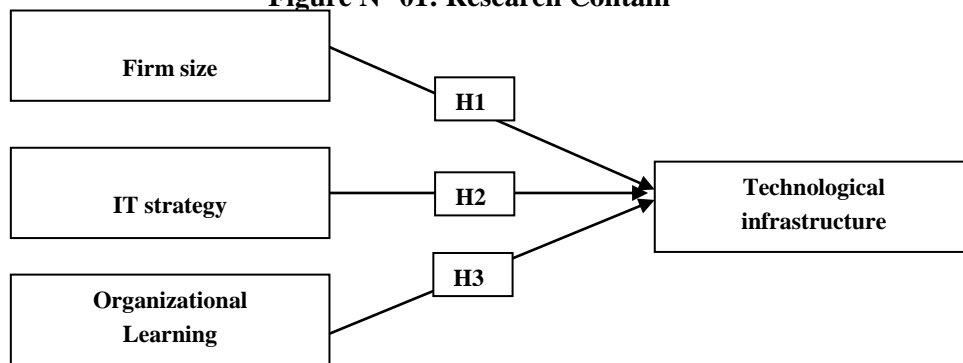 Figure N° 01: Research Contain
Firm size
H1
IT strategy
H2
Technological
infrastructure
H3
Organizational
Learning